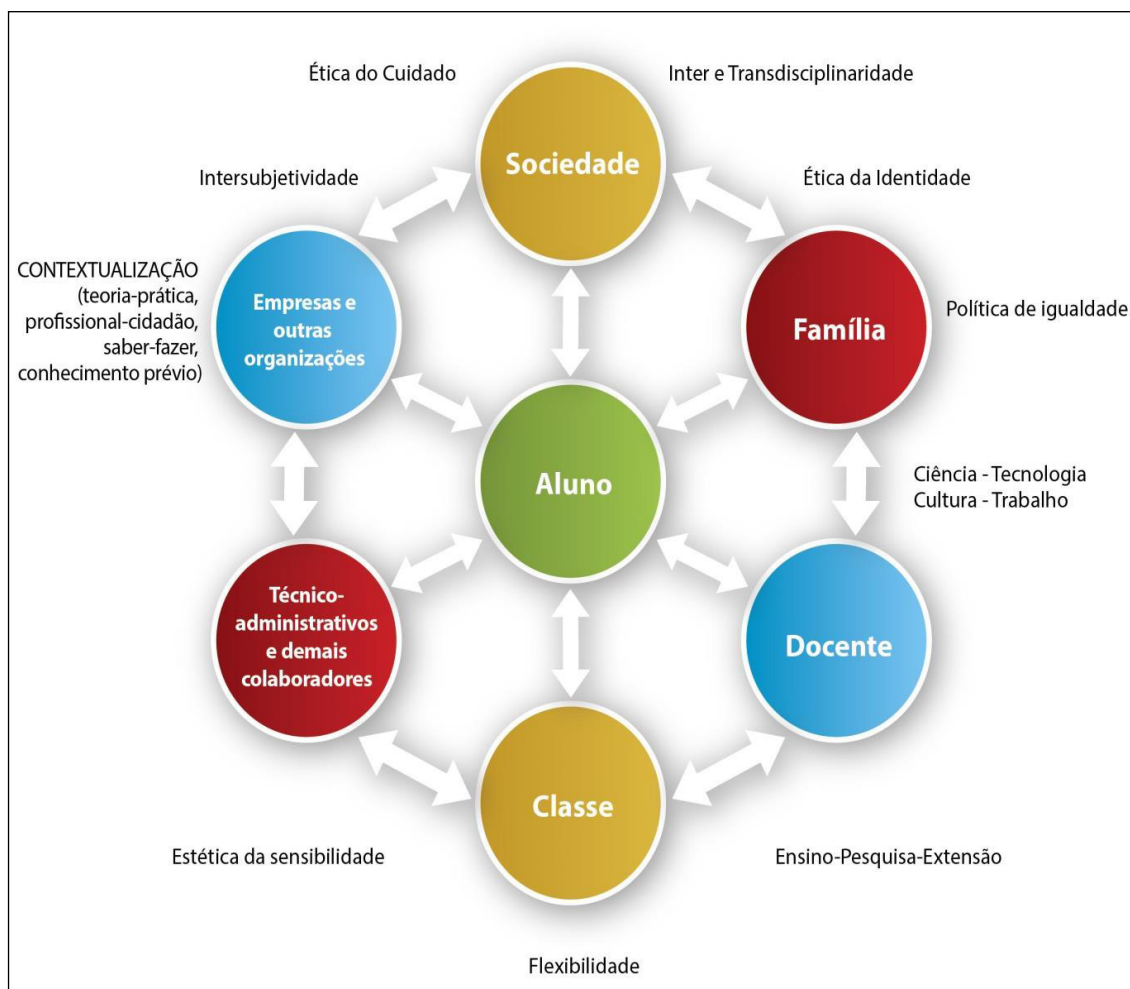 Ética do Cuidado
Inter e Transdisciplinaridade
Sociedade
Intersubjetividade
Ética da Identidade
CONTEXTUALIZAÇÃO
(teoria-prática,
profissional-cidadão,
saber-fazer,
conhecimento prévio)
Empresas e
outras
organizações
Família
Política de igualdade
Aluno
Ciência - Tecnologia
Cultura - Trabalho
Técnico-
administrativos
e demais
colaboradores
Docente
Classe
Estética da sensibilidade
Ensino-Pesquisa-Extensão
Flexibilidade